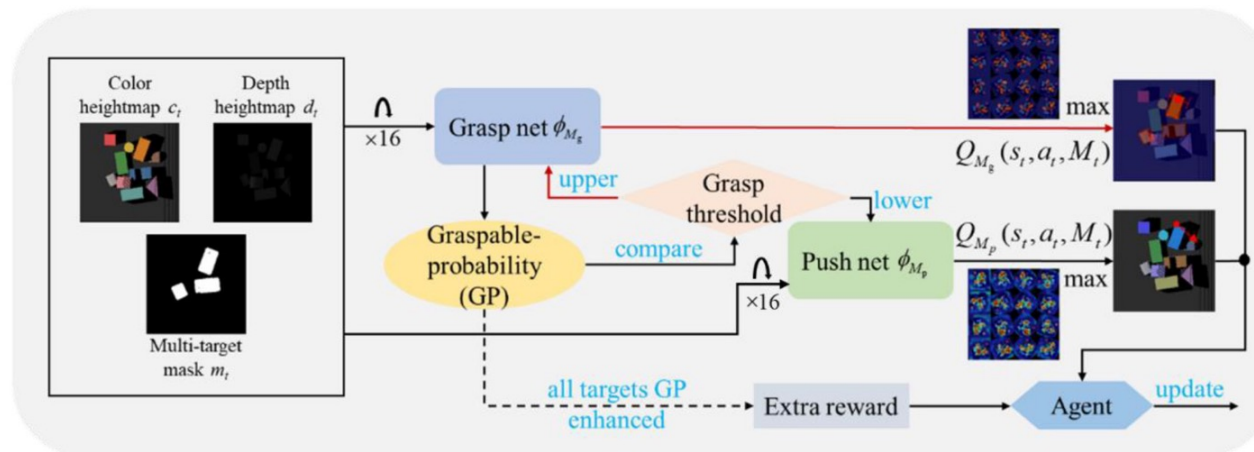 Color
heightmap c_t
Depth
heightmap d_t
Multi-target
mask m_t
×16
Grasp net ϕ_{M_g}
upper
Grasp
threshold
lower
Graspable-
probability
(GP)
compare
×16
Push net ϕ_{M_p}
max
Q_{M_g}(s_t, a_t, M_t)
Q_{M_p}(s_t, a_t, M_t)
max
all targets GP
enhanced
Extra reward
Agent
update